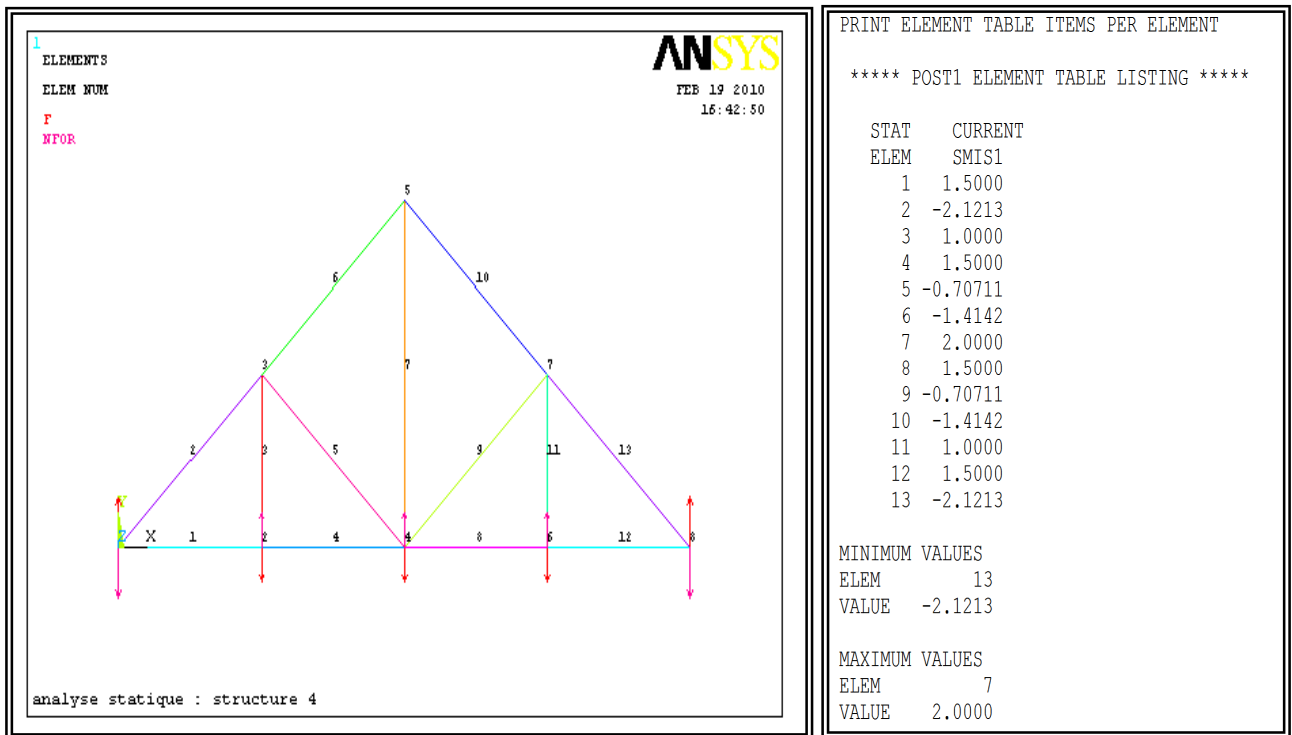 1
ELEMENTS
ELEM NUM
F
NFOR
ANSYS
FEB 19 2010
16:42:50
5
6 10
3 7 7
2 3 5 9 11 13
Y
Z X 1 2 4 4 8 6 12 8
analyse statique : structure 4
PRINT ELEMENT TABLE ITEMS PER ELEMENT
***** POST1 ELEMENT TABLE LISTING *****
STAT CURRENT
ELEM SMIS1
1 1.5000
2 -2.1213
3 1.0000
4 1.5000
5 -0.70711
6 -1.4142
7 2.0000
8 1.5000
9 -0.70711
10 -1.4142
11 1.0000
12 1.5000
13 -2.1213
MINIMUM VALUES
ELEM 13
VALUE -2.1213
MAXIMUM VALUES
ELEM 7
VALUE 2.0000